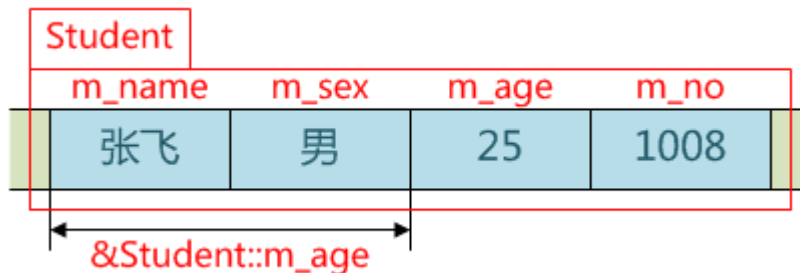 Student
m_name m_sex m_age m_no
张飞 男 25 1008
&Student::m_age